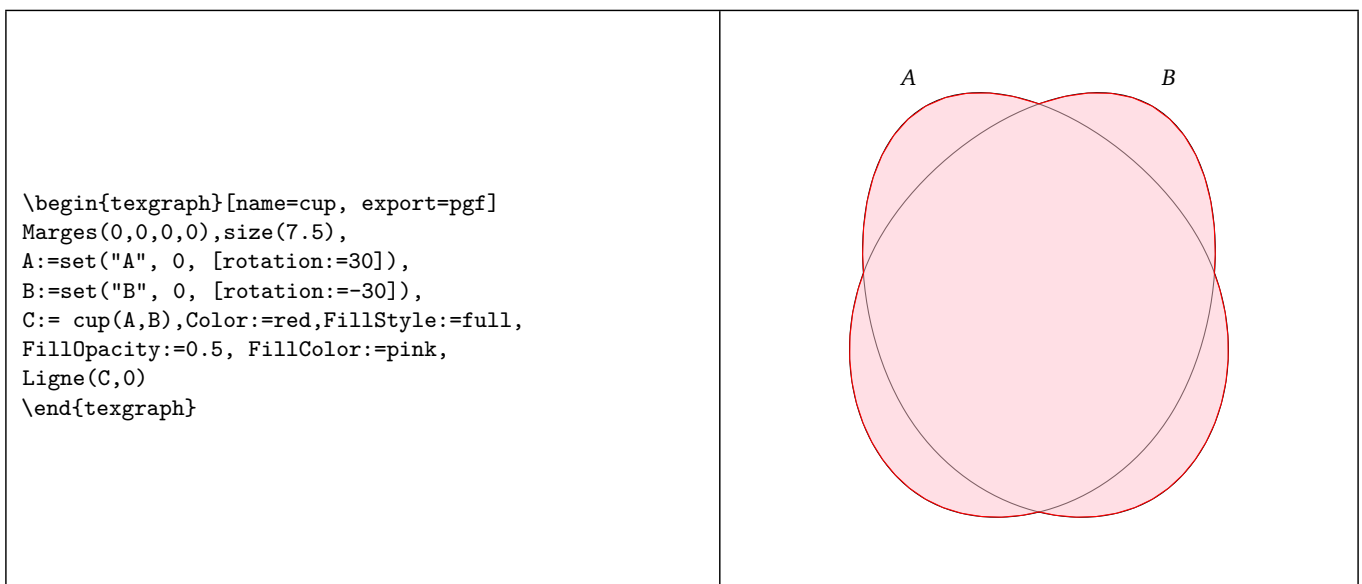 \begin{texgraph}[name=cup, export=pgf]
Marges(0,0,0,0),size(7.5),
A:=set("A", 0, [rotation:=30]),
B:=set("B", 0, [rotation:=-30]),
C:= cup(A,B),Color:=red,FillStyle:=full,
FillOpacity:=0.5, FillColor:=pink,
Ligne(C,0)
\end{texgraph}
A B